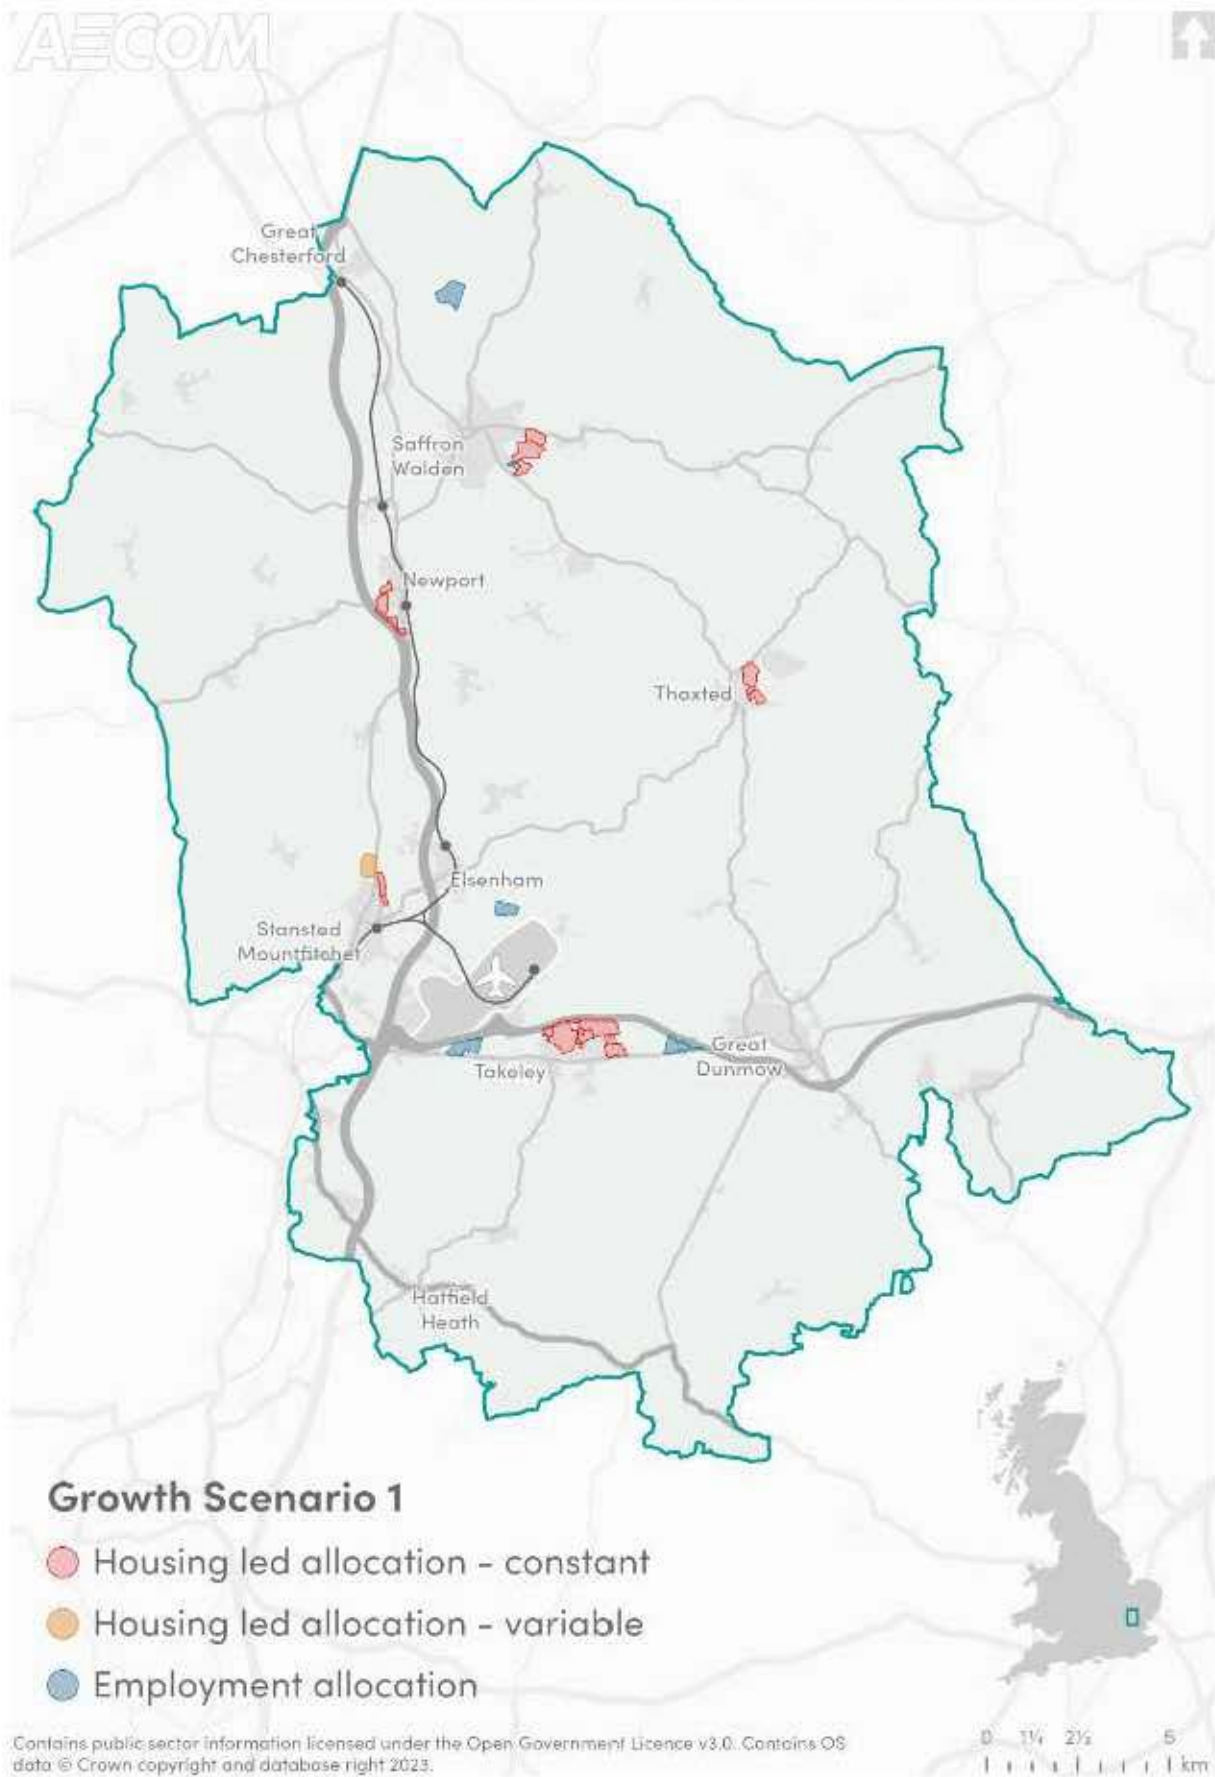 AECOM
Great
Chesterford
Saffron
Walden
Newport
Thaxted
Elsenham
Stansted
Mountfitchet
Takeley
Great
Dunmow
Hatfield
Heath
Growth Scenario 1
Housing led allocation - constant
Housing led allocation - variable
Employment allocation
Contains public sector information licensed under the Open Government Licence v3.0. Contains OS
data © Crown copyright and database right 2023.
0 1¼ 2½ 5
km